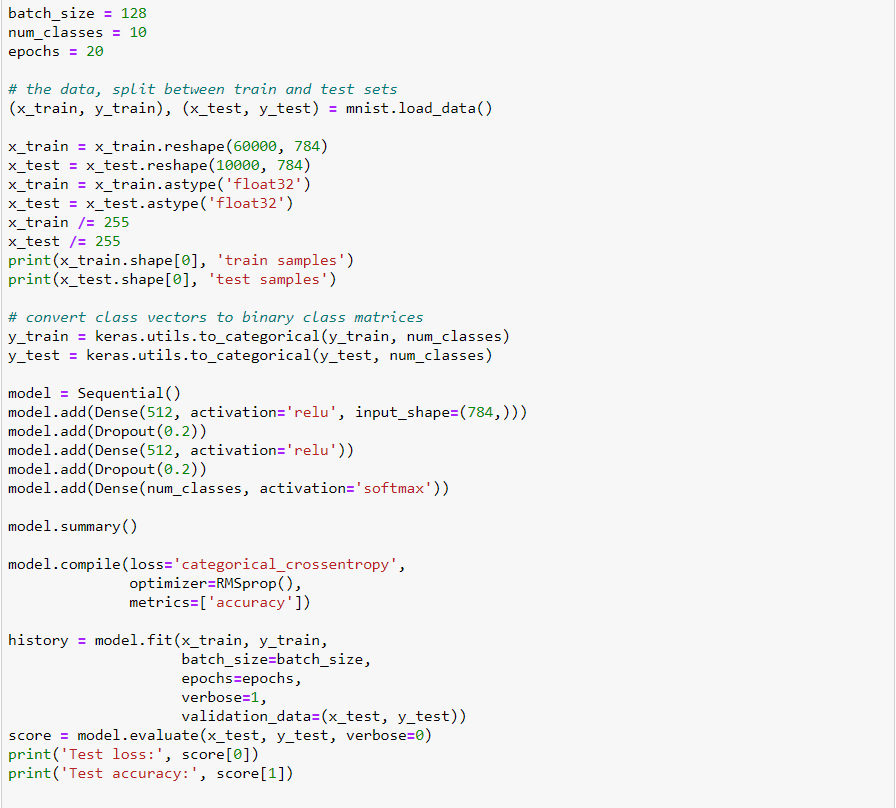 batch_size = 128
num_classes = 10
epochs = 20

# the data, split between train and test sets
(x_train, y_train), (x_test, y_test) = mnist.load_data()

x_train = x_train.reshape(60000, 784)
x_test = x_test.reshape(10000, 784)
x_train = x_train.astype('float32')
x_test = x_test.astype('float32')
x_train /= 255
x_test /= 255
print(x_train.shape[0], 'train samples')
print(x_test.shape[0], 'test samples')

# convert class vectors to binary class matrices
y_train = keras.utils.to_categorical(y_train, num_classes)
y_test = keras.utils.to_categorical(y_test, num_classes)

model = Sequential()
model.add(Dense(512, activation='relu', input_shape=(784,)))
model.add(Dropout(0.2))
model.add(Dense(512, activation='relu'))
model.add(Dropout(0.2))
model.add(Dense(num_classes, activation='softmax'))

model.summary()

model.compile(loss='categorical_crossentropy',
              optimizer=RMSprop(),
              metrics=['accuracy'])

history = model.fit(x_train, y_train,
                    batch_size=batch_size,
                    epochs=epochs,
                    verbose=1,
                    validation_data=(x_test, y_test))
score = model.evaluate(x_test, y_test, verbose=0)
print('Test loss:', score[0])
print('Test accuracy:', score[1])